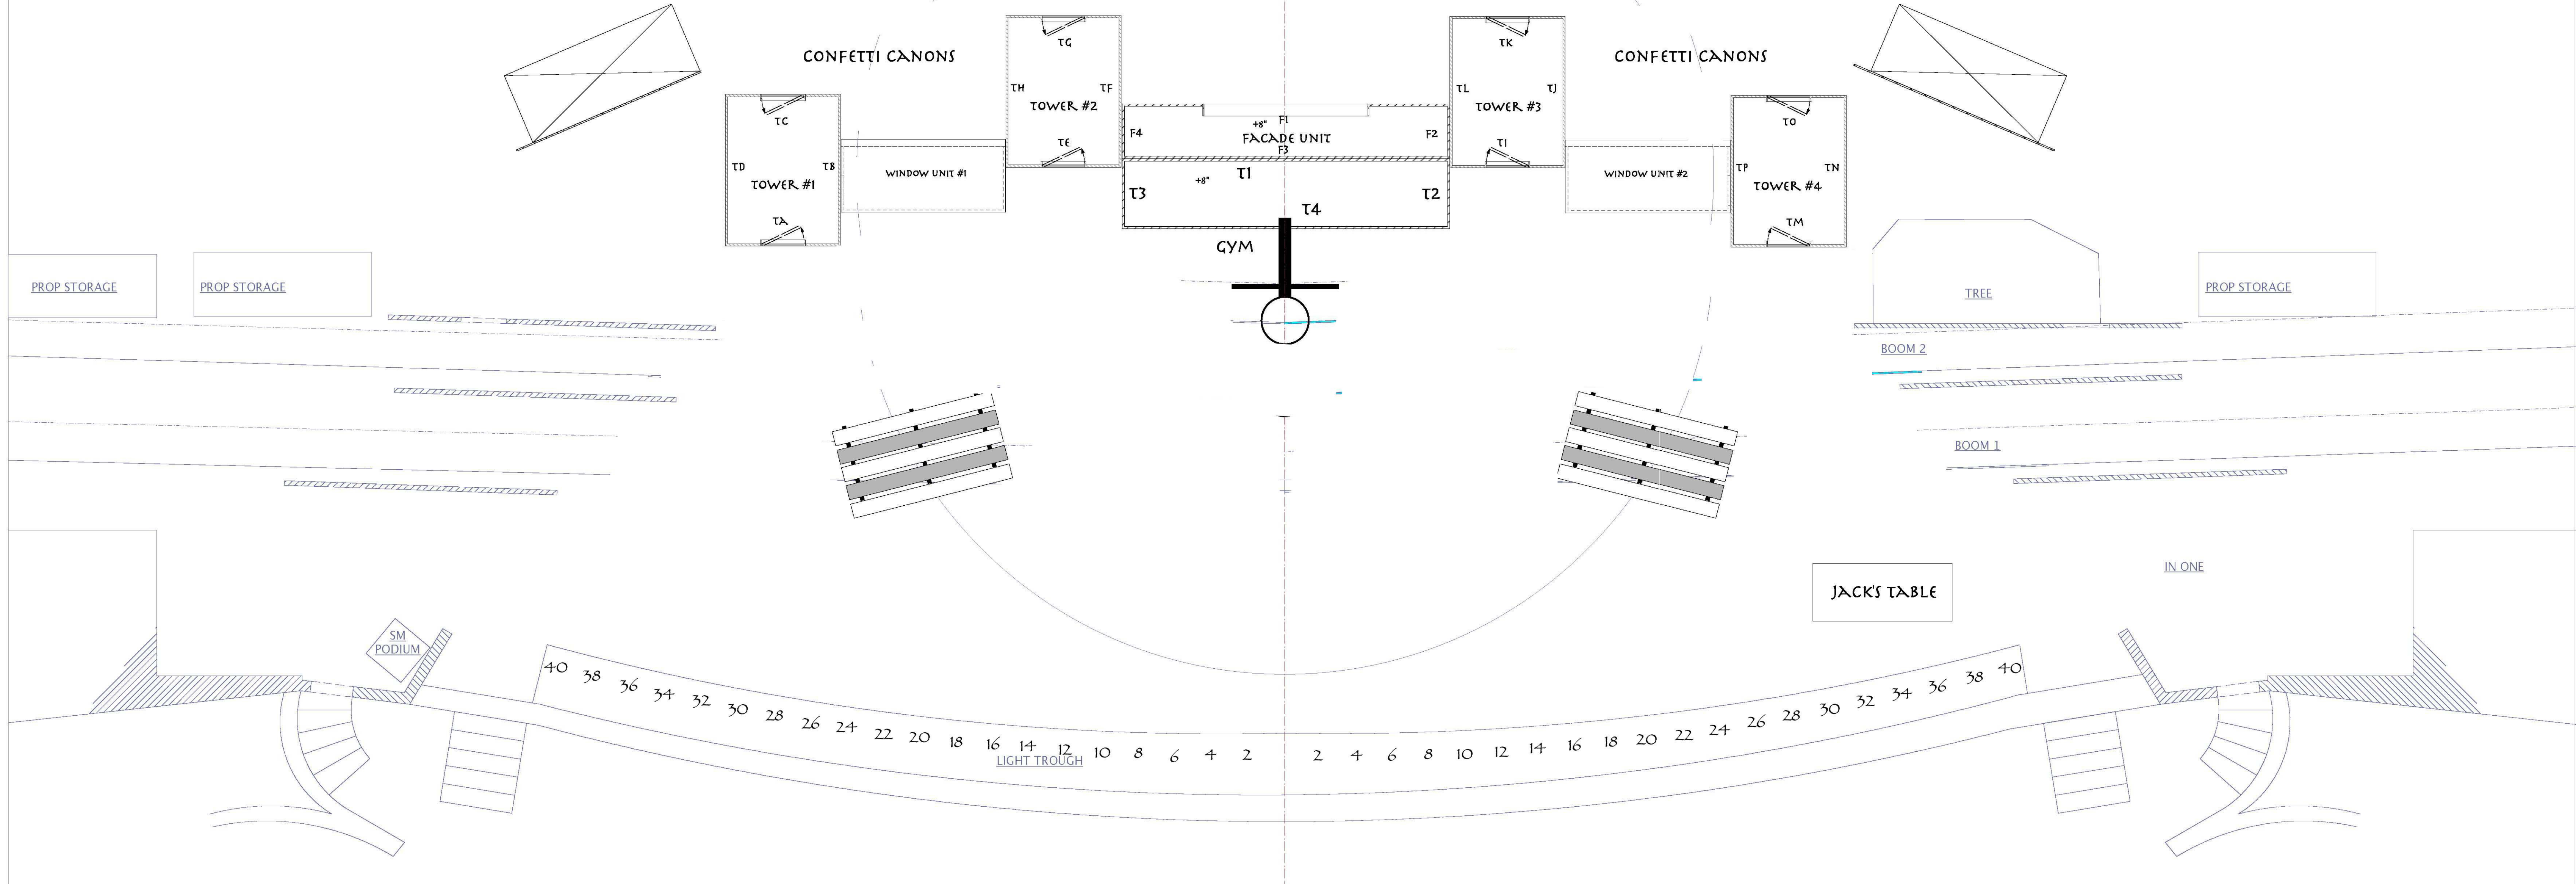 CONFETTI CANONS
TG
TK
CONFETTI CANONS
TH
TF
TOWER #2
TL
TJ
TOWER #3
TC
F4
+8"
F1
F2
FACADE UNIT
F3
TO
TE
TI
TD
TB
TOWER #1
WINDOW UNIT #1
T1
+8"
T3
T2
T4
WINDOW UNIT #2
TP
TN
TOWER #4
TA
TM
GYM
PROP STORAGE
PROP STORAGE
TREE
PROP STORAGE
BOOM 2
BOOM 1
IN ONE
JACK'S TABLE
SM
PODIUM
40 38 36 34 32 30 28 26 24 22 20 18 16 14 12 10 8 6 4 2 2 4 6 8 10 12 14 16 18 20 22 24 26 28 30 32 34 36 38 40
LIGHT TROUGH